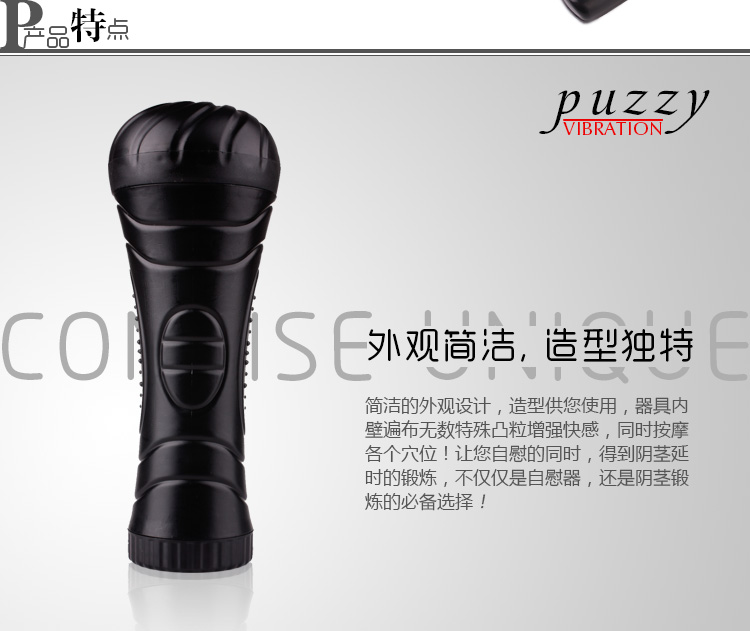 P产品特点
puzzy
VIBRATION
CONCISE UNIQUE
外观简洁, 造型独特
简洁的外观设计，造型供您使用，器具内
壁遍布无数特殊凸粒增强快感，同时按摩
各个穴位！让您自慰的同时，得到阴茎延
时的锻炼，不仅仅是自慰器，还是阴茎锻
炼的必备选择！